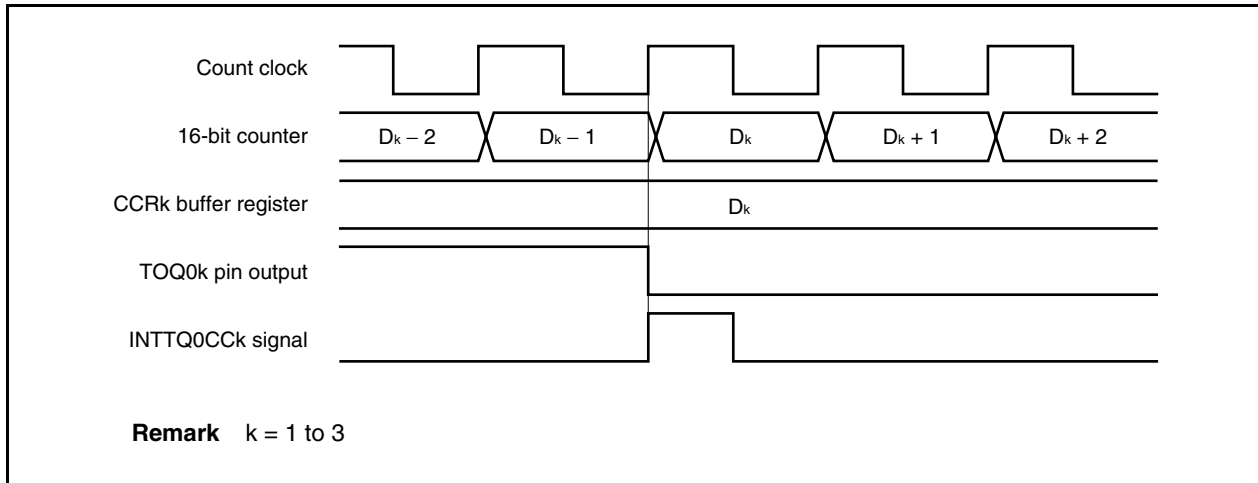 Count clock
16-bit counter
Dk − 2 Dk − 1 Dk Dk + 1 Dk + 2
CCRk buffer register
Dk
TOQ0k pin output
INTTQ0CCk signal
Remark k = 1 to 3